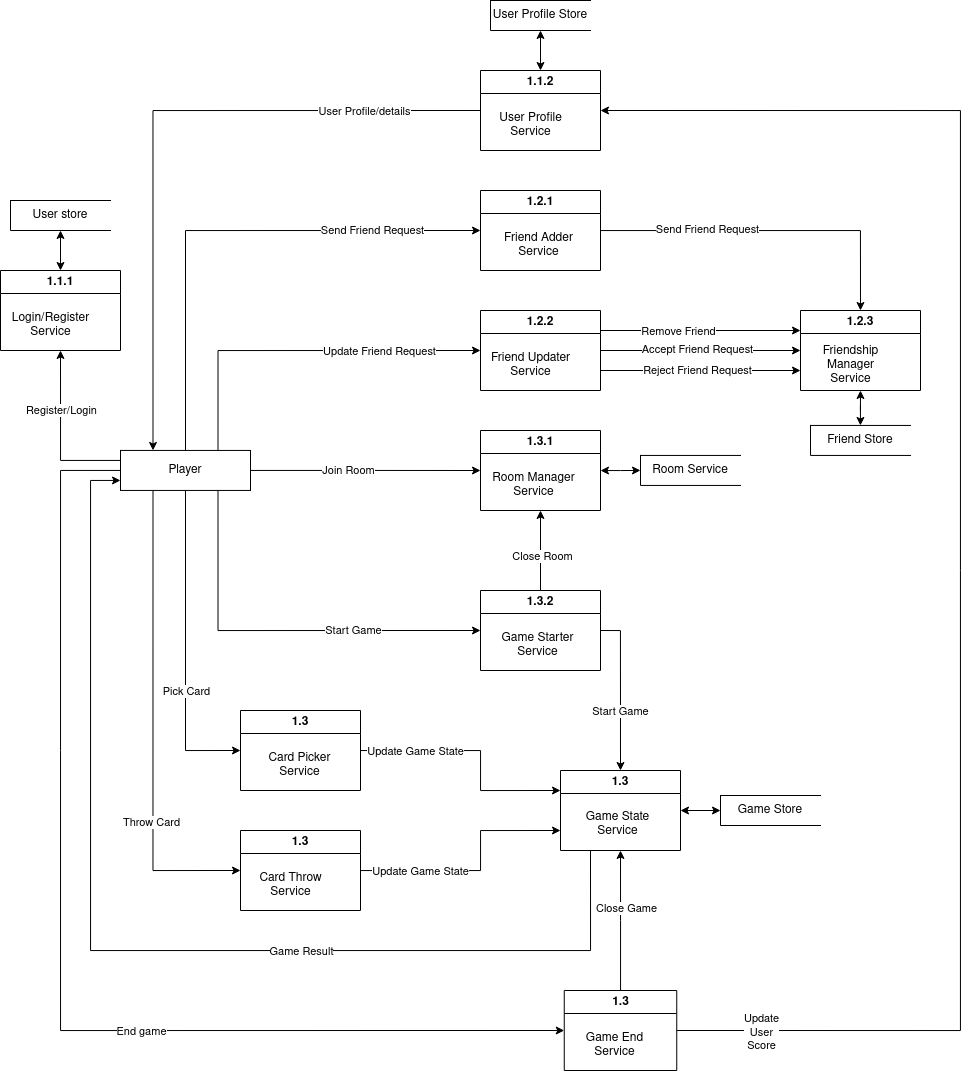 User Profile Store
1.1.2
User Profile
Service
User Profile/details
User store
1.1.1
Login/Register
Service
Register/Login
1.2.1
Friend Adder
Service
Send Friend Request
Send Friend Request
1.2.2
Friend Updater
Service
Update Friend Request
Remove Friend
Accept Friend Request
Reject Friend Request
1.2.3
Friendship
Manager
Service
Friend Store
Player
Join Room
1.3.1
Room Manager
Service
Room Service
Close Room
1.3.2
Game Starter
Service
Start Game
Start Game
Pick Card
1.3
Card Picker
Service
Update Game State
1.3
Game State
Service
Game Store
Throw Card
1.3
Card Throw
Service
Update Game State
Close Game
Game Result
1.3
Game End
Service
End game
Update
User
Score